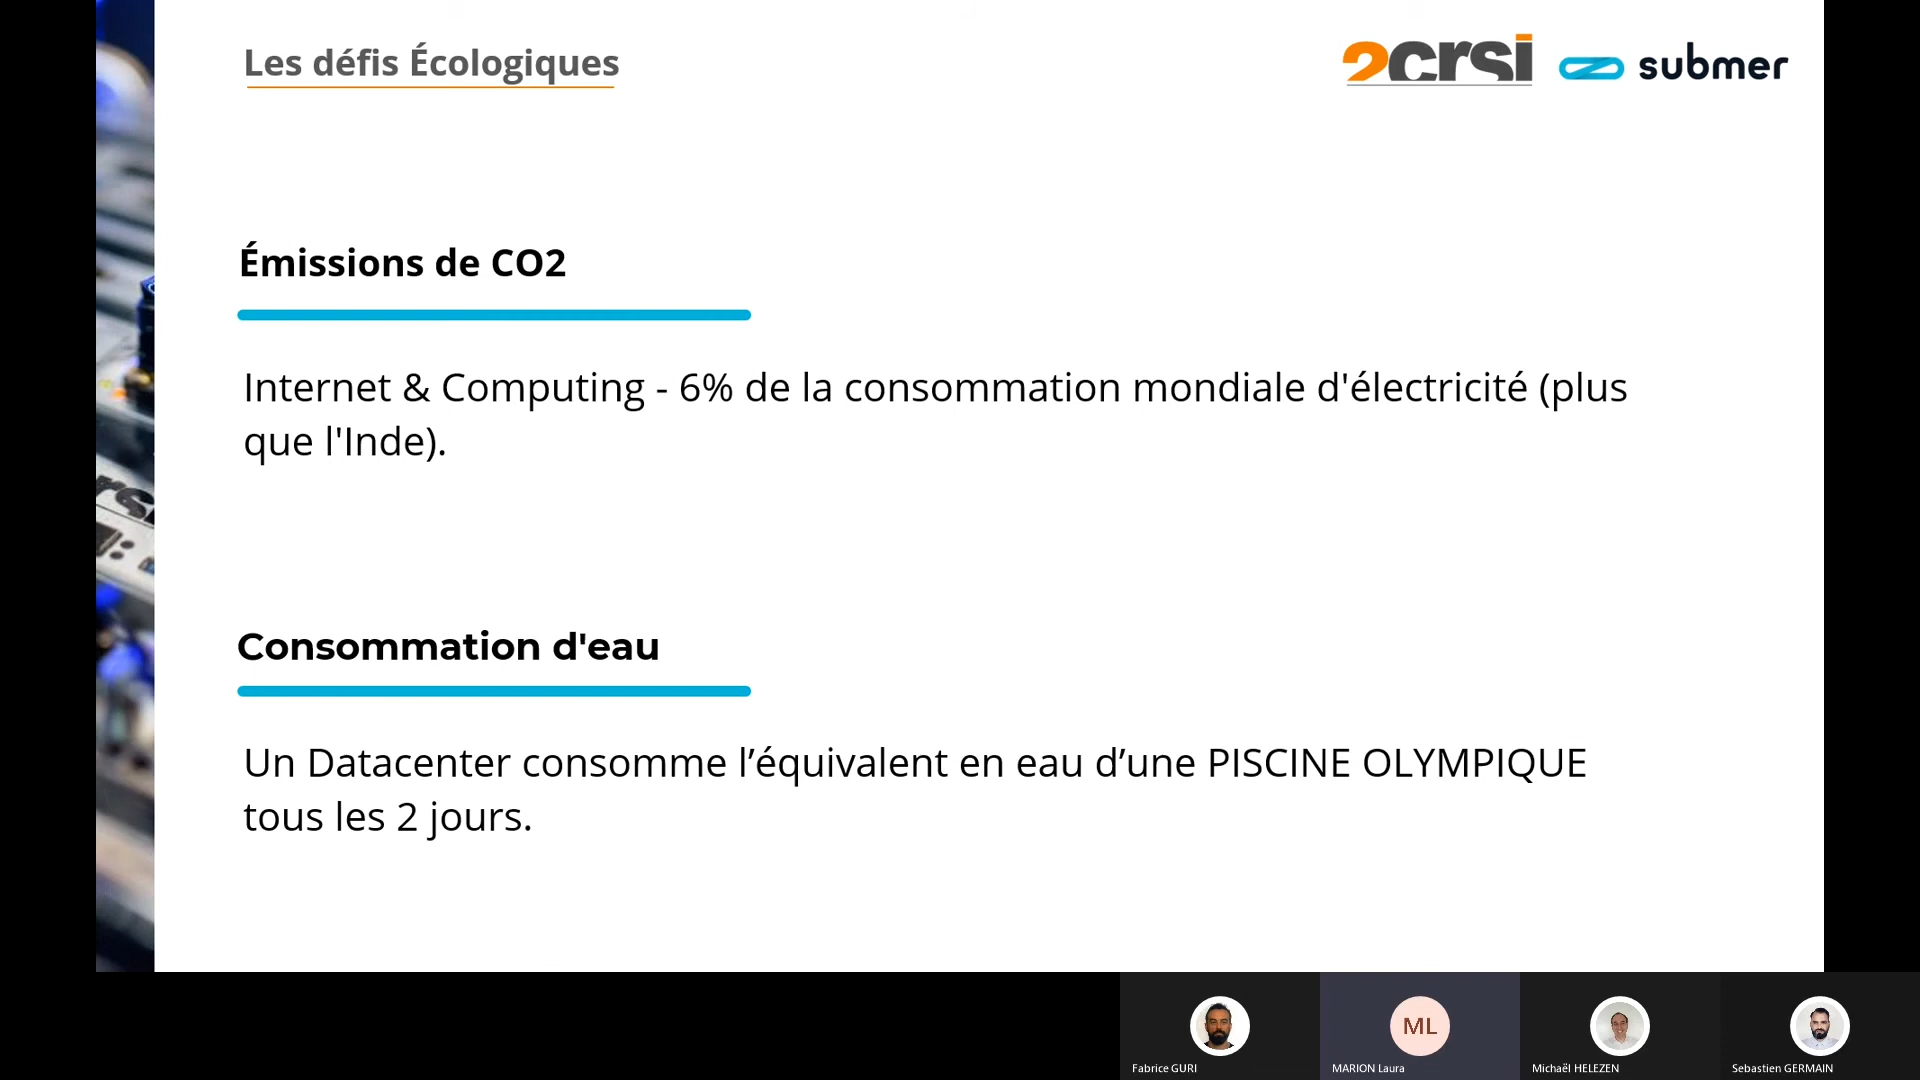 Les défis Écologiques
2crsi
submer
Émissions de CO2
Internet & Computing - 6% de la consommation mondiale d'électricité (plus
que l'Inde).
rs
Consommation d'eau
Un Datacenter consomme l’équivalent en eau d’une PISCINE OLYMPIQUE
tous les 2 jours.
ML
Fabrice GURI
MARION Laura
Michaël HELEZEN
Sebastien GERMAIN